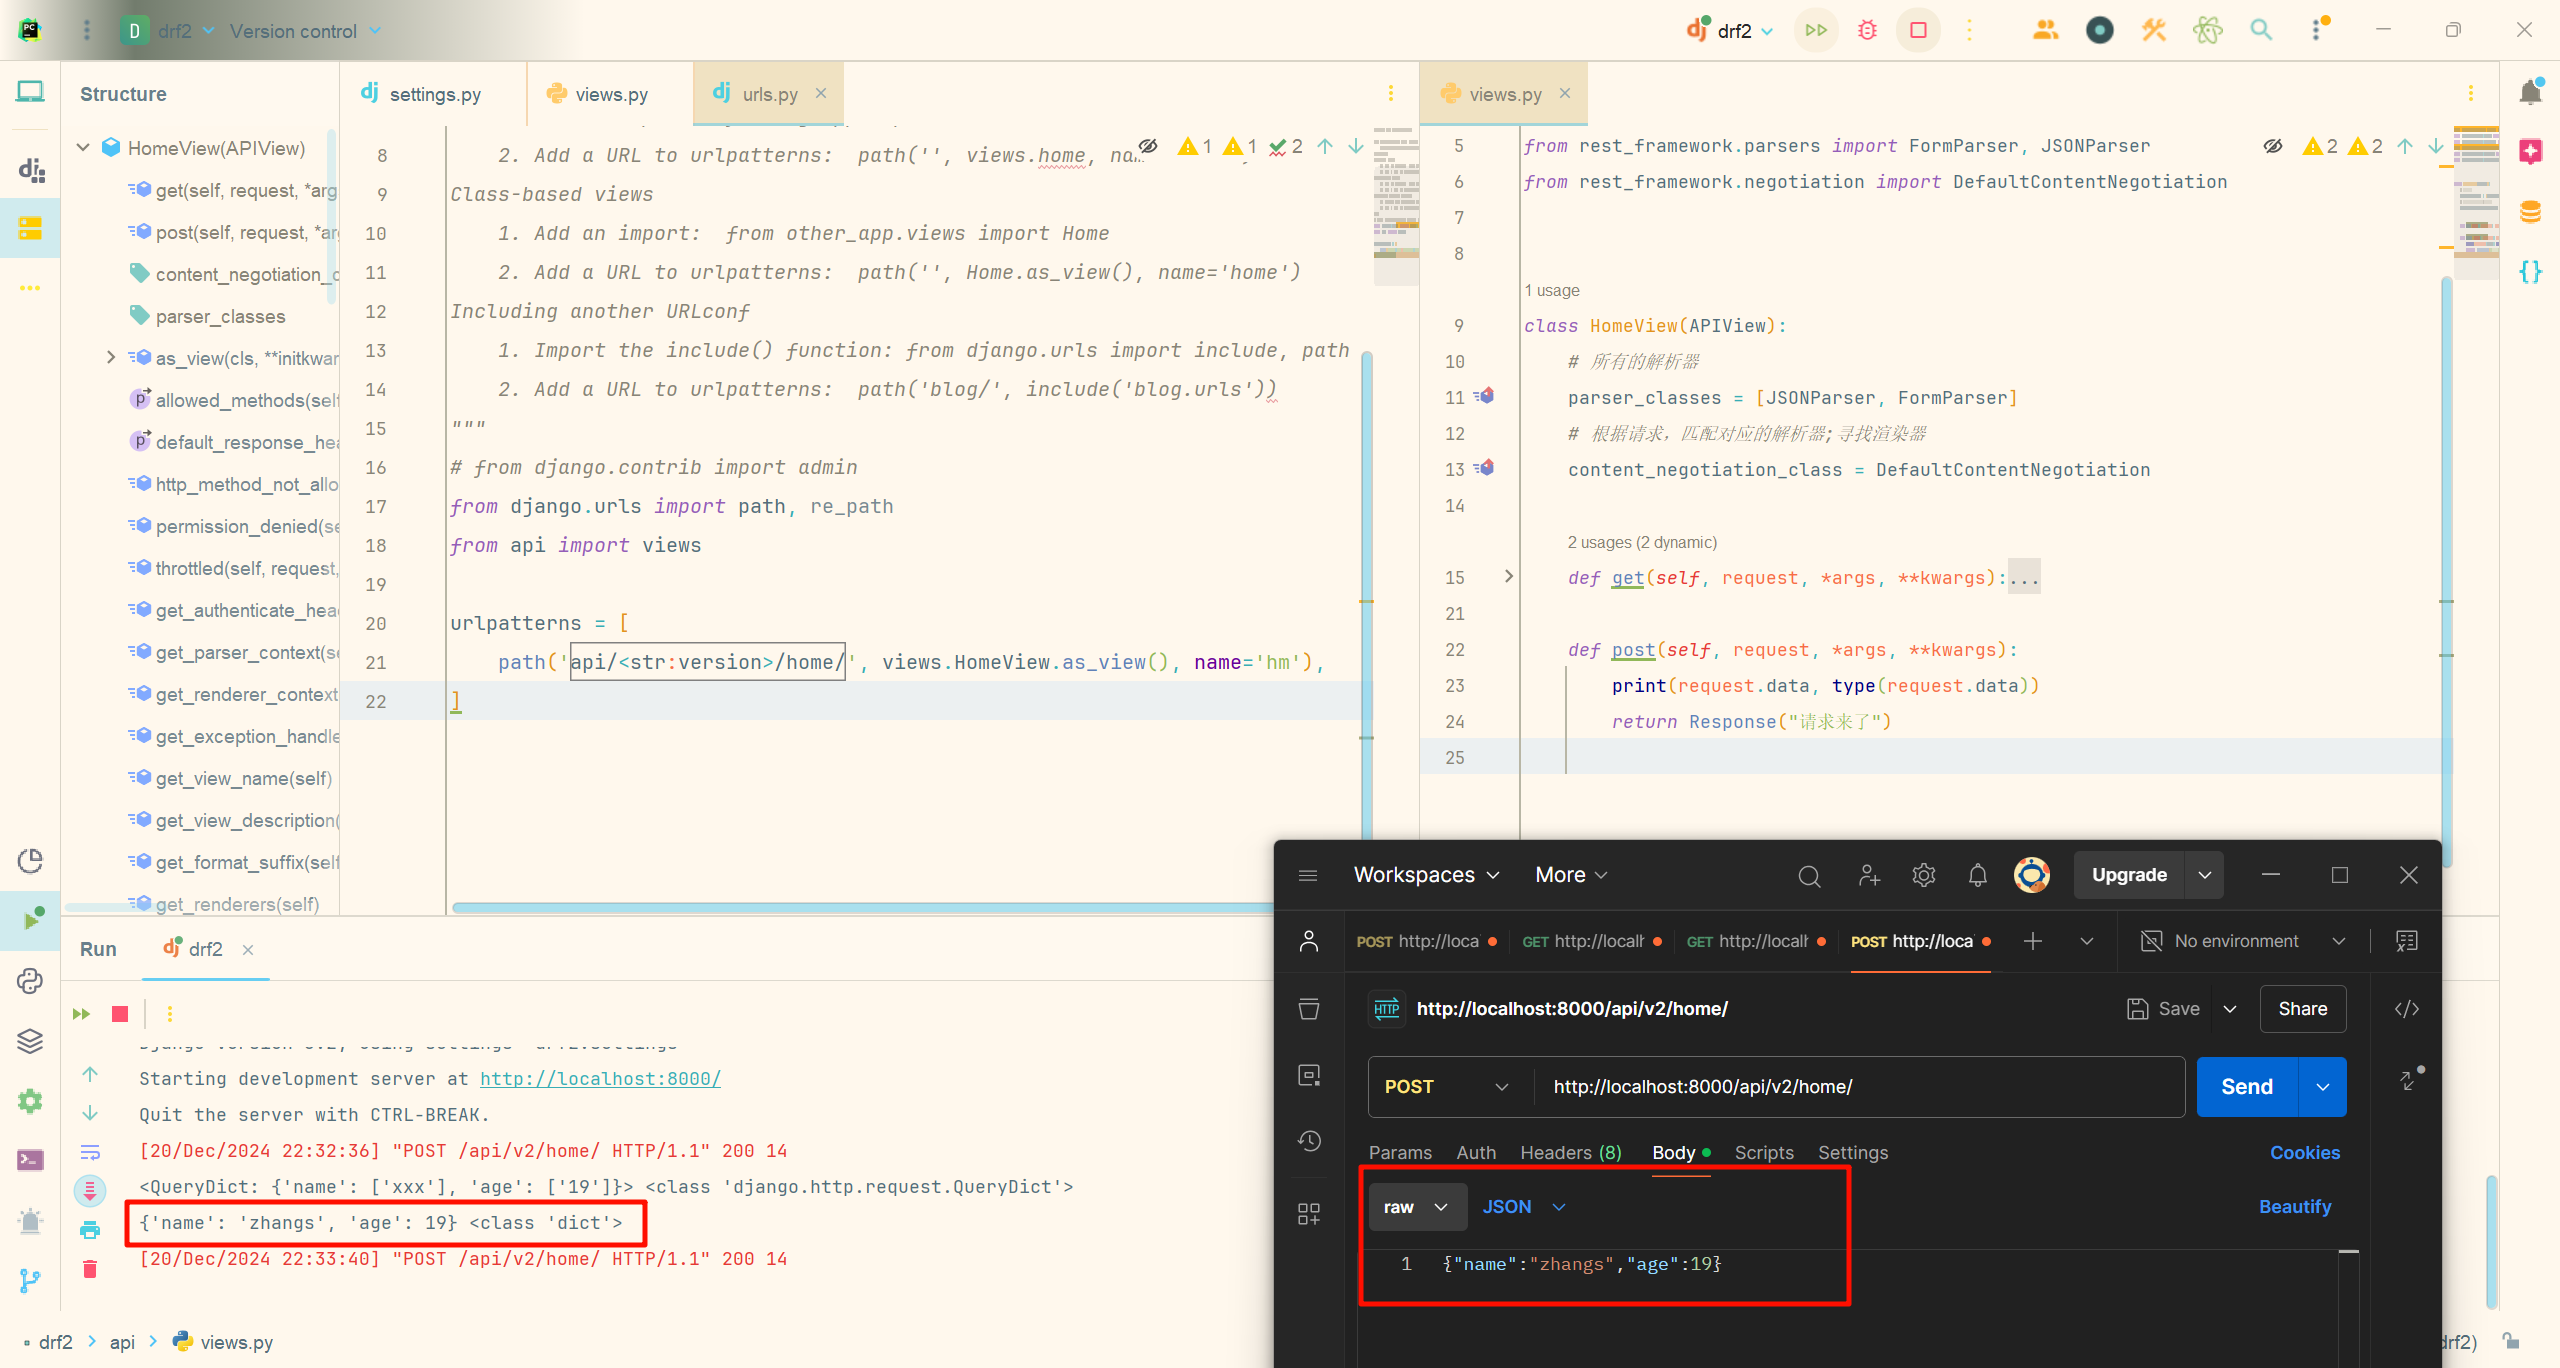 D drf2 Version control drf2
Structure
HomeView(APIView)
get(self, request, *arg
post(self, request, *ar
content_negotiation_c
parser_classes
as_view(cls, **initkwar
allowed_methods(self
default_response_hea
http_method_not_allo
permission_denied(se
throttled(self, request,
get_authenticate_hea
get_parser_context(se
get_renderer_context
get_exception_handle
get_view_name(self)
get_view_description(
get_format_suffix(self
get_renderers(self)
settings.py views.py urls.py
1 1 2
8 2. Add a URL to urlpatterns:  path('', views.home, nam
9 Class-based views
10 1. Add an import:  from other_app.views import Home
11 2. Add a URL to urlpatterns:  path('', Home.as_view(), name='home')
12 Including another URLconf
13 1. Import the include() function: from django.urls import include, path
14 2. Add a URL to urlpatterns:  path('blog/', include('blog.urls'))
15 """
16 # from django.contrib import admin
17 from django.urls import path, re_path
18 from api import views
19
20 urlpatterns = [
21 path('api/<str:version>/home/', views.HomeView.as_view(), name='hm'),
22 ]
views.py
2 2
5 from rest_framework.parsers import FormParser, JSONParser
6 from rest_framework.negotiation import DefaultContentNegotiation
7
8
1 usage
9 class HomeView(APIView):
10 # 所有的解析器
11 parser_classes = [JSONParser, FormParser]
12 # 根据请求，匹配对应的解析器;寻找渲染器
13 content_negotiation_class = DefaultContentNegotiation
14
2 usages (2 dynamic)
15 def get(self, request, *args, **kwargs):...
21
22 def post(self, request, *args, **kwargs):
23 print(request.data, type(request.data))
24 return Response("请求来了")
25
Run drf2
Starting development server at http://localhost:8000/
Quit the server with CTRL-BREAK.
[20/Dec/2024 22:32:36] "POST /api/v2/home/ HTTP/1.1" 200 14
<QueryDict: {'name': ['xxx'], 'age': ['19']}> <class 'django.http.request.QueryDict'>
{'name': 'zhangs', 'age': 19} <class 'dict'>
[20/Dec/2024 22:33:40] "POST /api/v2/home/ HTTP/1.1" 200 14
drf2 api views.py
drf2)
Workspaces More Upgrade
POST http://loca GET http://localh GET http://localh POST http://loca No environment
HTTP http://localhost:8000/api/v2/home/ Save Share
POST http://localhost:8000/api/v2/home/ Send
Params Auth Headers (8) Body Scripts Settings Cookies
raw JSON Beautify
1 {"name":"zhangs","age":19}